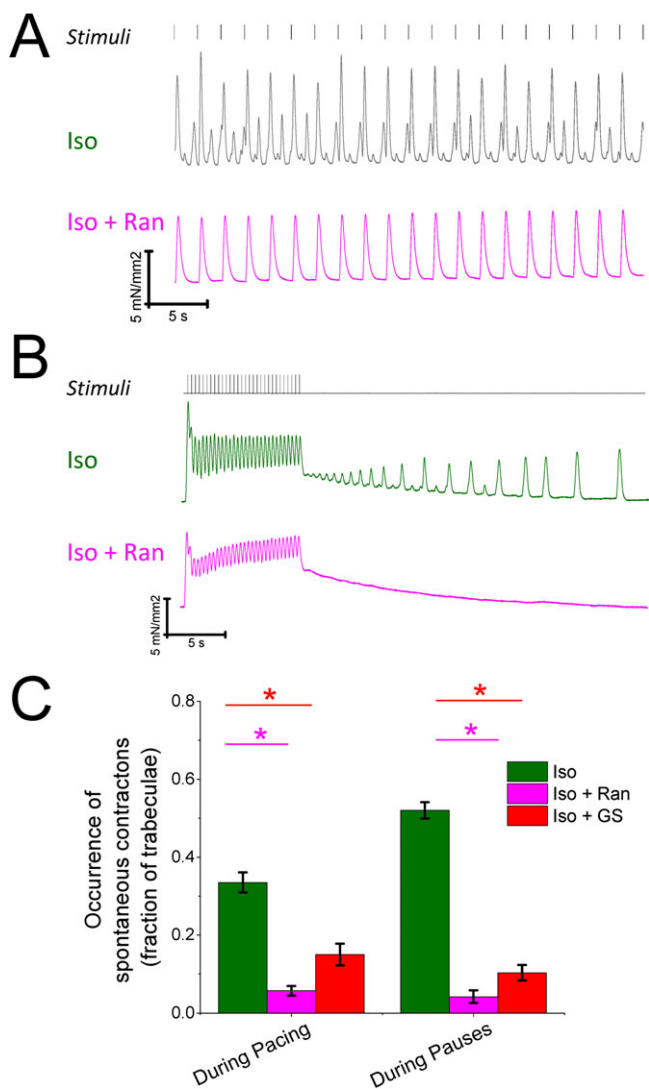 A
Stimuli
Iso
Iso + Ran
5 mN/mm2
5 s
B
Stimuli
Iso
Iso + Ran
5 mN/mm2
5 s
C
Occurrence of
spontaneous contractons
(fraction of trabeculae)
0.8
0.6
0.4
0.2
0.0
*
*
*
*
Iso
Iso + Ran
Iso + GS
During Pacing
During Pauses